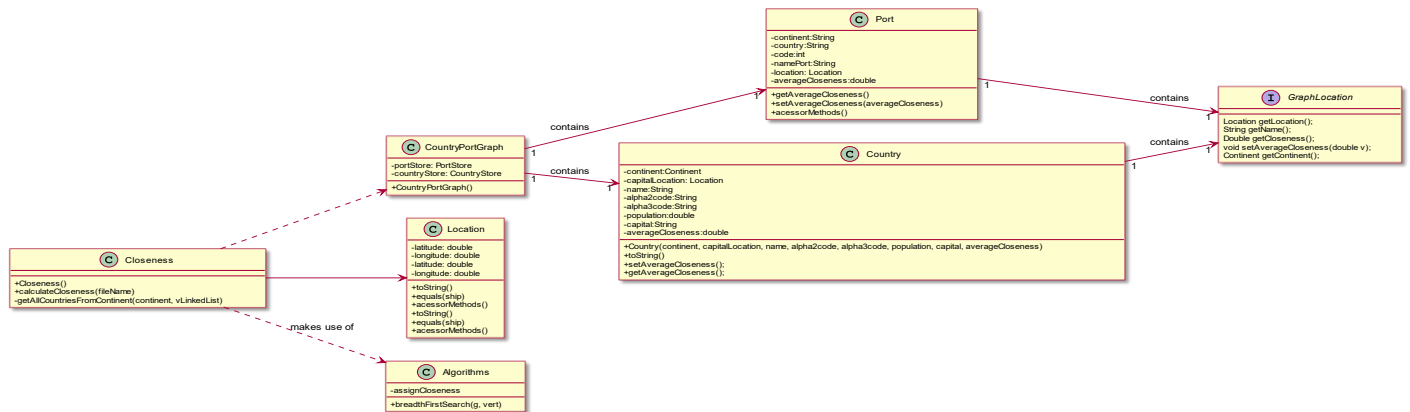 C Port
-continent:String
-country:String
-code:int
-namePort:String
-location: Location
-averageCloseness:double
+getAverageCloseness()
+setAverageCloseness(averageCloseness)
+acessorMethods()
1
1
contains
1
I GraphLocation
Location getLocation();
String getName();
Double getCloseness();
void setAverageCloseness(double v);
Continent getContinent();
contains
1
C CountryPortGraph
-portStore: PortStore
-countryStore: CountryStore
+CountryPortGraph()
contains
1
contains
1
1
C Country
-continent:Continent
-capitalLocation: Location
-name:String
-alpha2code:String
-alpha3code:String
-population:double
-capital:String
-averageCloseness:double
+Country(continent, capitalLocation, name, alpha2code, alpha3code, population, capital, averageCloseness)
+toString()
+setAverageCloseness();
+getAverageCloseness();
1
C Location
-latitude: double
-longitude: double
-latitude: double
-longitude: double
+toString()
+equals(ship)
+acessorMethods()
+toString()
+equals(ship)
+acessorMethods()
C Closeness
+Closeness()
+calculateCloseness(fileName)
-getAllCountriesFromContinent(continent, vLinkedList)
makes use of
C Algorithms
-assignCloseness
+breadthFirstSearch(g, vert)